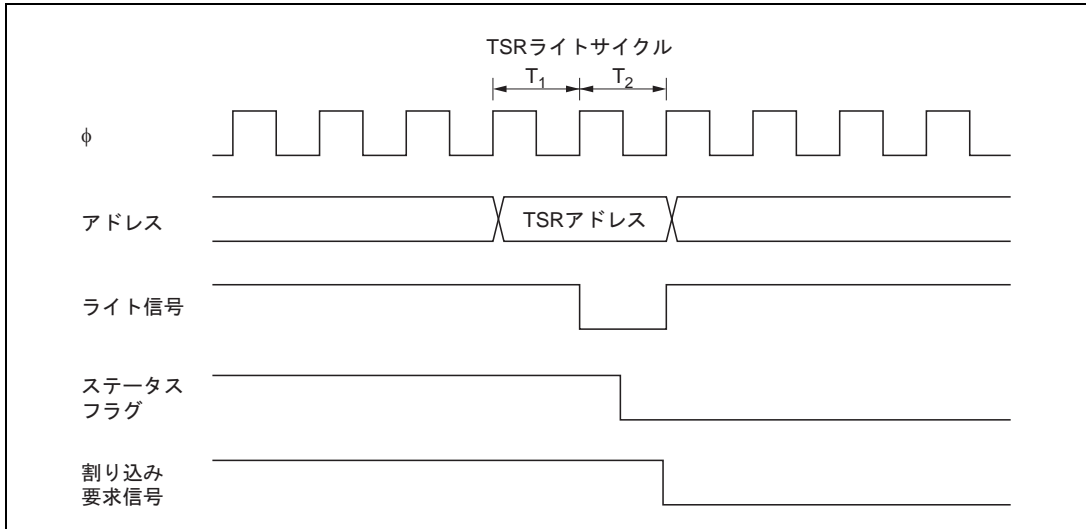 TSRライトサイクル
T1
T2
φ
アドレス
TSRアドレス
ライト信号
ステータス
フラグ
割り込み
要求信号